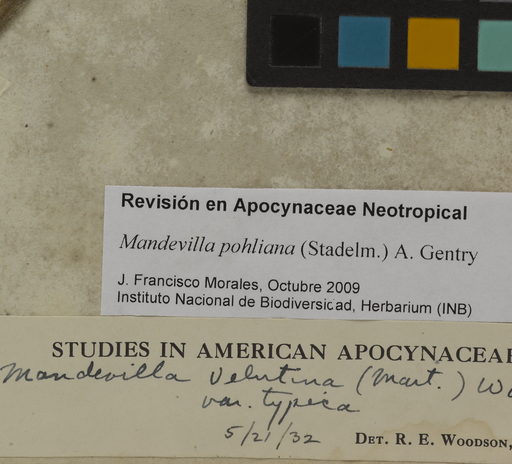 Revisión en Apocynaceae Neotropical
Mandevilla pohliana (Stadelm.) A. Gentry
J. Francisco Morales, Octubre 2009
Instituto Nacional de Biodiversidad, Herbarium (INB)
STUDIES IN AMERICAN APOCYNACEAE
Mandevilla velutina (Mart.) Wo
var. typica
5/21/32 DET. R. E. WOODSON,